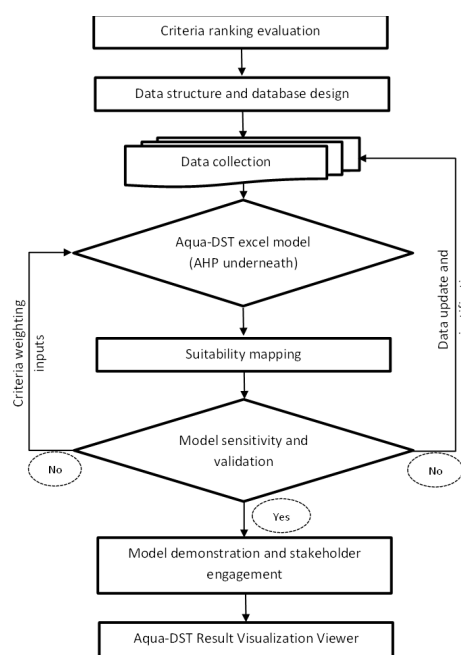 Criteria ranking evaluation
Data structure and database design
Data collection
Aqua-DST excel model
(AHP underneath)
Criteria weighting
inputs
Data update and
Suitability mapping
Model sensitivity and
validation
No
No
Yes
Model demonstration and stakeholder
engagement
Aqua-DST Result Visualization Viewer